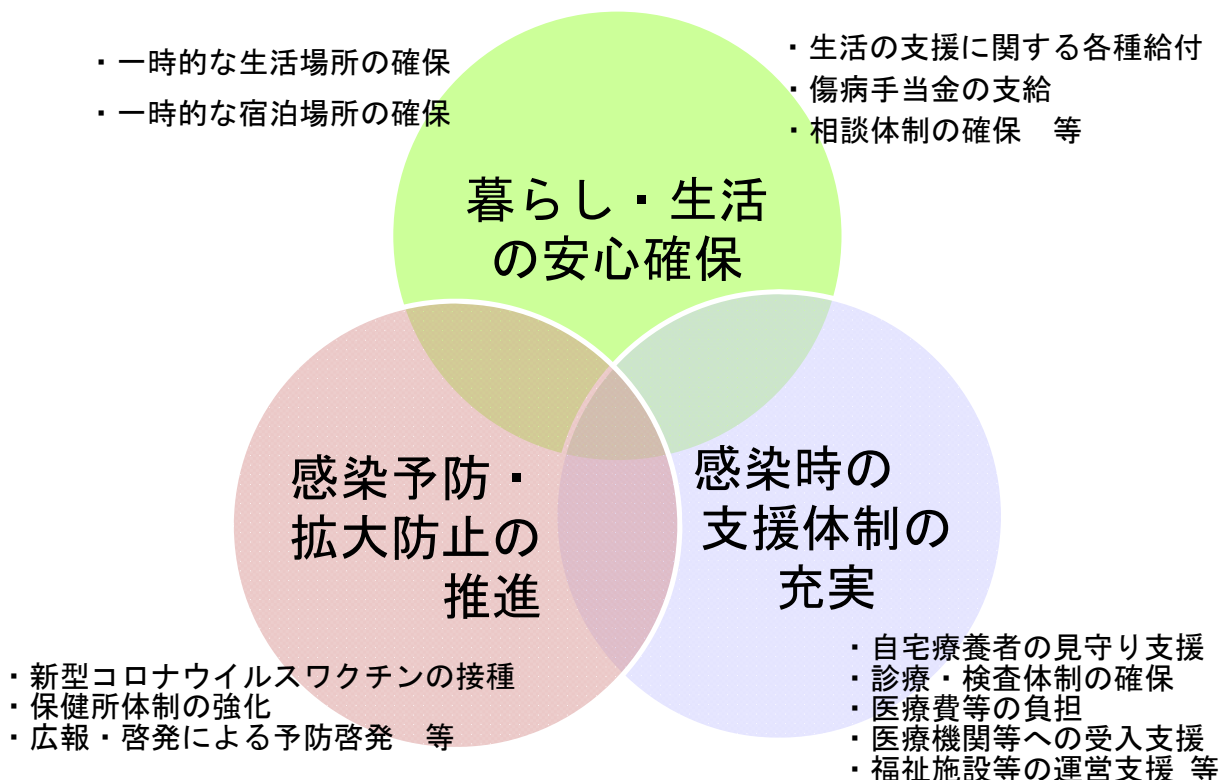 ・一時的な生活場所の確保
・一時的な宿泊場所の確保
・生活の支援に関する各種給付
・傷病手当金の支給
・相談体制の確保　等
暮らし・生活
の安心確保
感染予防・
拡大防止の
推進
感染時の
支援体制の
充実
・新型コロナウイルスワクチンの接種
・保健所体制の強化
・広報・啓発による予防啓発　等
・自宅療養者の見守り支援
・診療・検査体制の確保
・医療費等の負担
・医療機関等への受入支援
・福祉施設等の運営支援 等